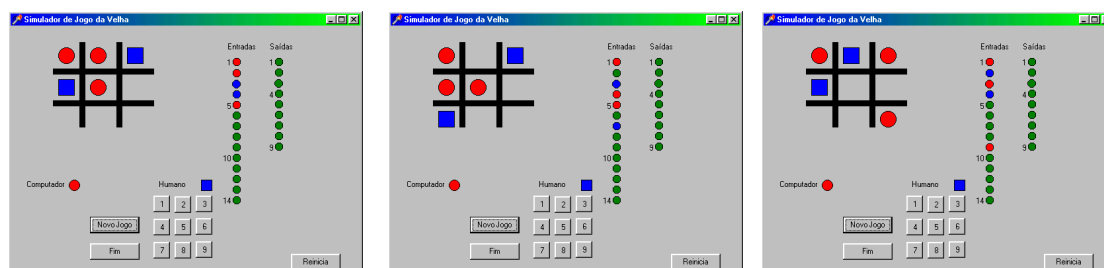 Simulador de Jogo da Velha
Entradas Saídas
1 1
4 4
5
9
10
14
Computador Humano
1 2 3
4 5 6
7 8 9
Novo Jogo
Fim
Reinicia
Simulador de Jogo da Velha
Entradas Saídas
1 1
4 4
5
9
10
14
Computador Humano
1 2 3
4 5 6
7 8 9
Novo Jogo
Fim
Reinicia
Simulador de Jogo da Velha
Entradas Saídas
1 1
4 4
5
9
10
14
Computador Humano
1 2 3
4 5 6
7 8 9
Novo Jogo
Fim
Reinicia